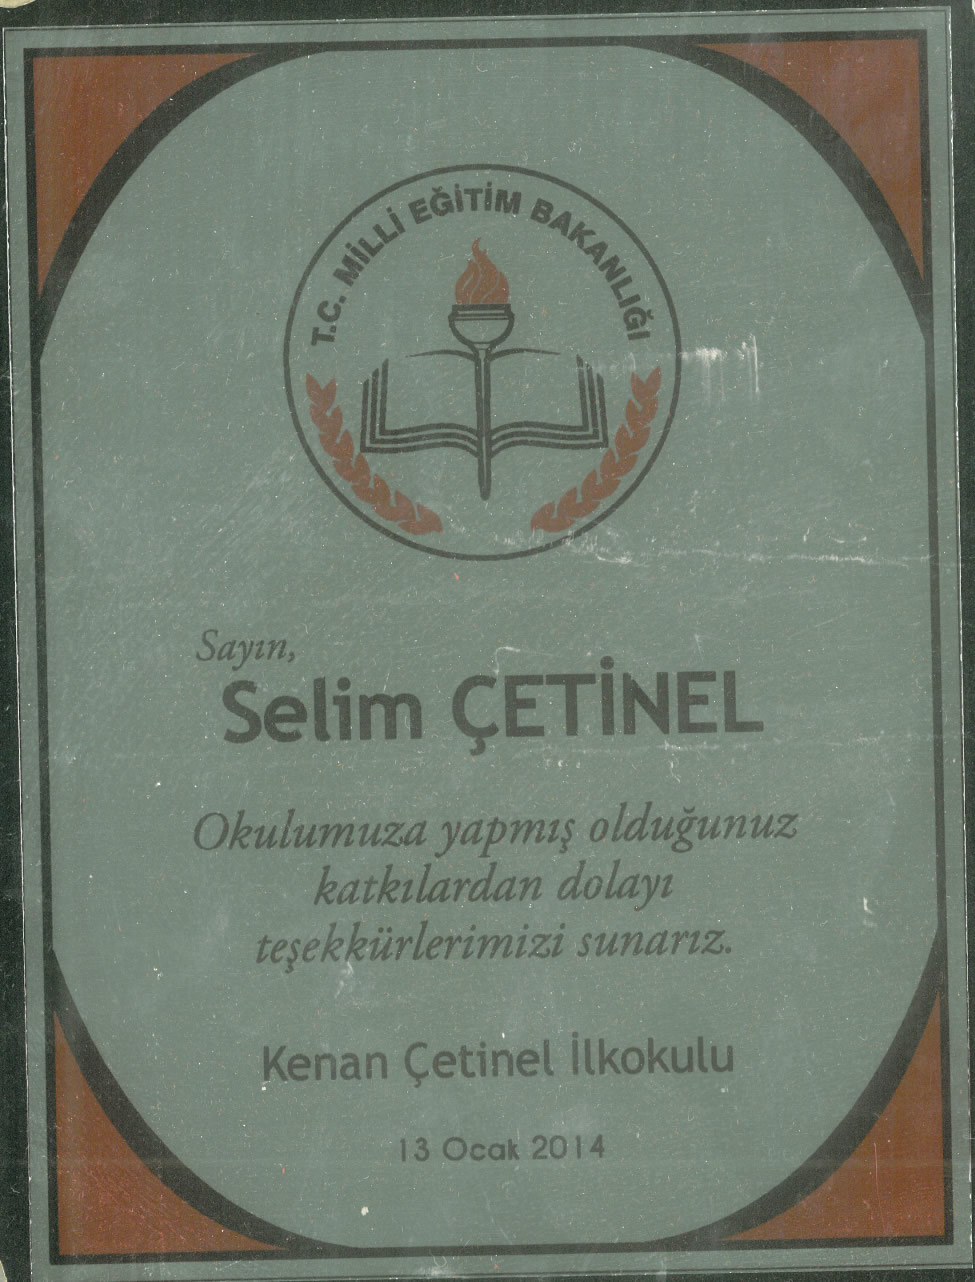 T.C. MİLLİ EĞİTİM BAKANLIĞI
Sayın,
Selim ÇETİNEL
Okulumuza yapmış olduğunuz
katkılardan dolayı
teşekkürlerimizi sunarız.
Kenan Çetinel İlkokulu
13 Ocak 2014